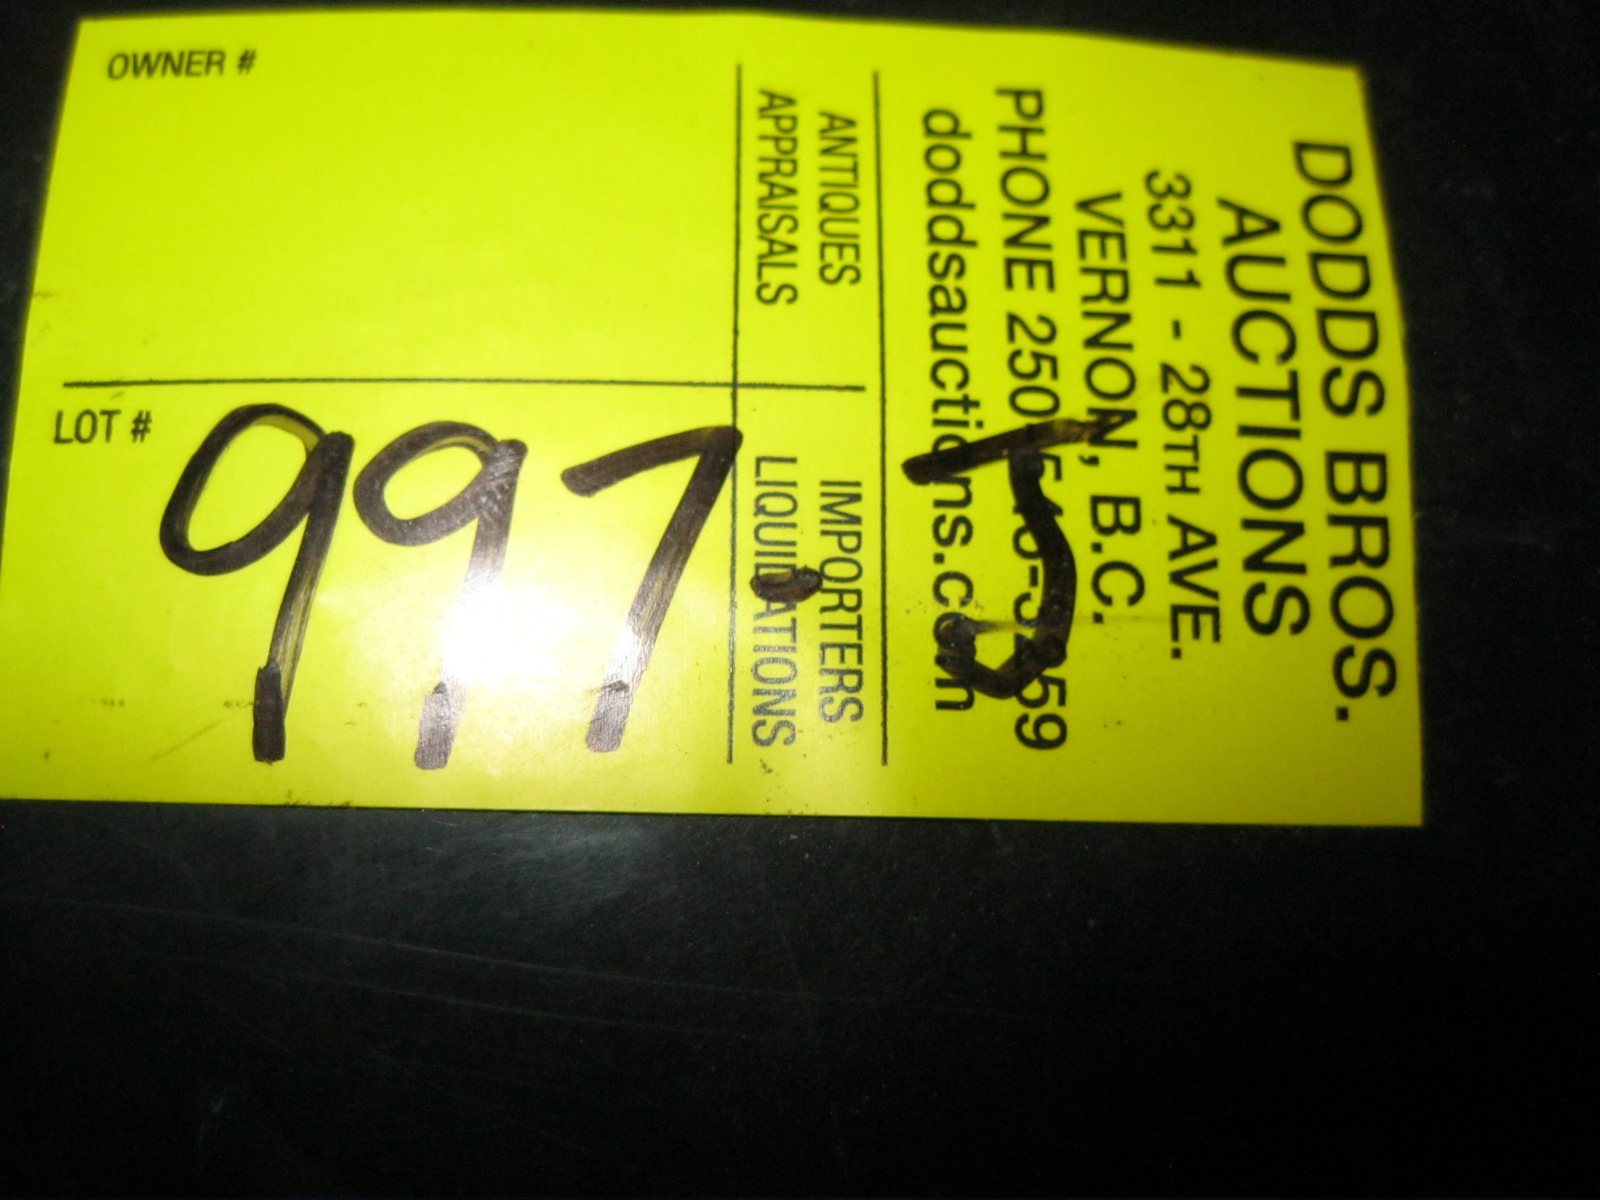 DODDS BROS.
AUCTIONS
3311 - 28TH AVE.
VERNON, B.C.
PHONE 250
doddsauctions.com
ANTIQUES IMPORTERS
APPRAISALS LIQUIDATIONS
OWNER #
LOT # 997. J